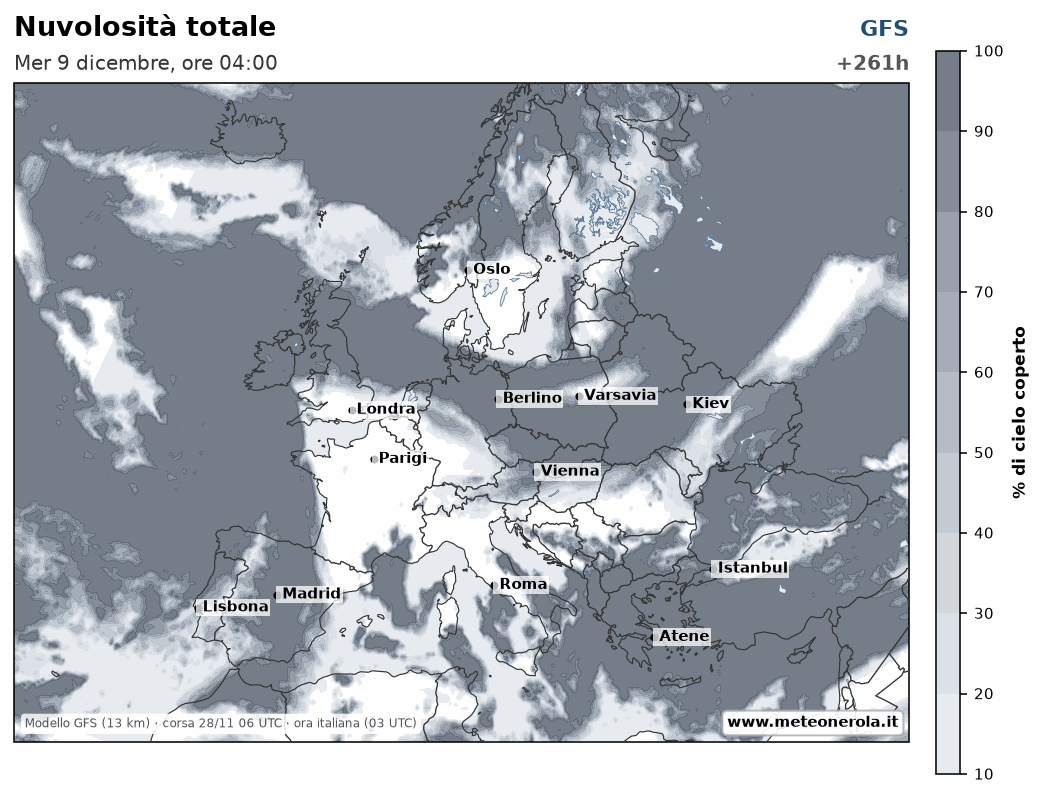 Nuvolosità totale
GFS
Mer 9 dicembre, ore 04:00
+261h
100
90
80
70
60
50
40
30
20
10
% di cielo coperto
Oslo
Berlino
Varsavia
Kiev
Londra
Parigi
Vienna
Istanbul
Roma
Madrid
Lisbona
Atene
Modello GFS (13 km) · corsa 28/11 06 UTC · ora italiana (03 UTC)
www.meteonerola.it